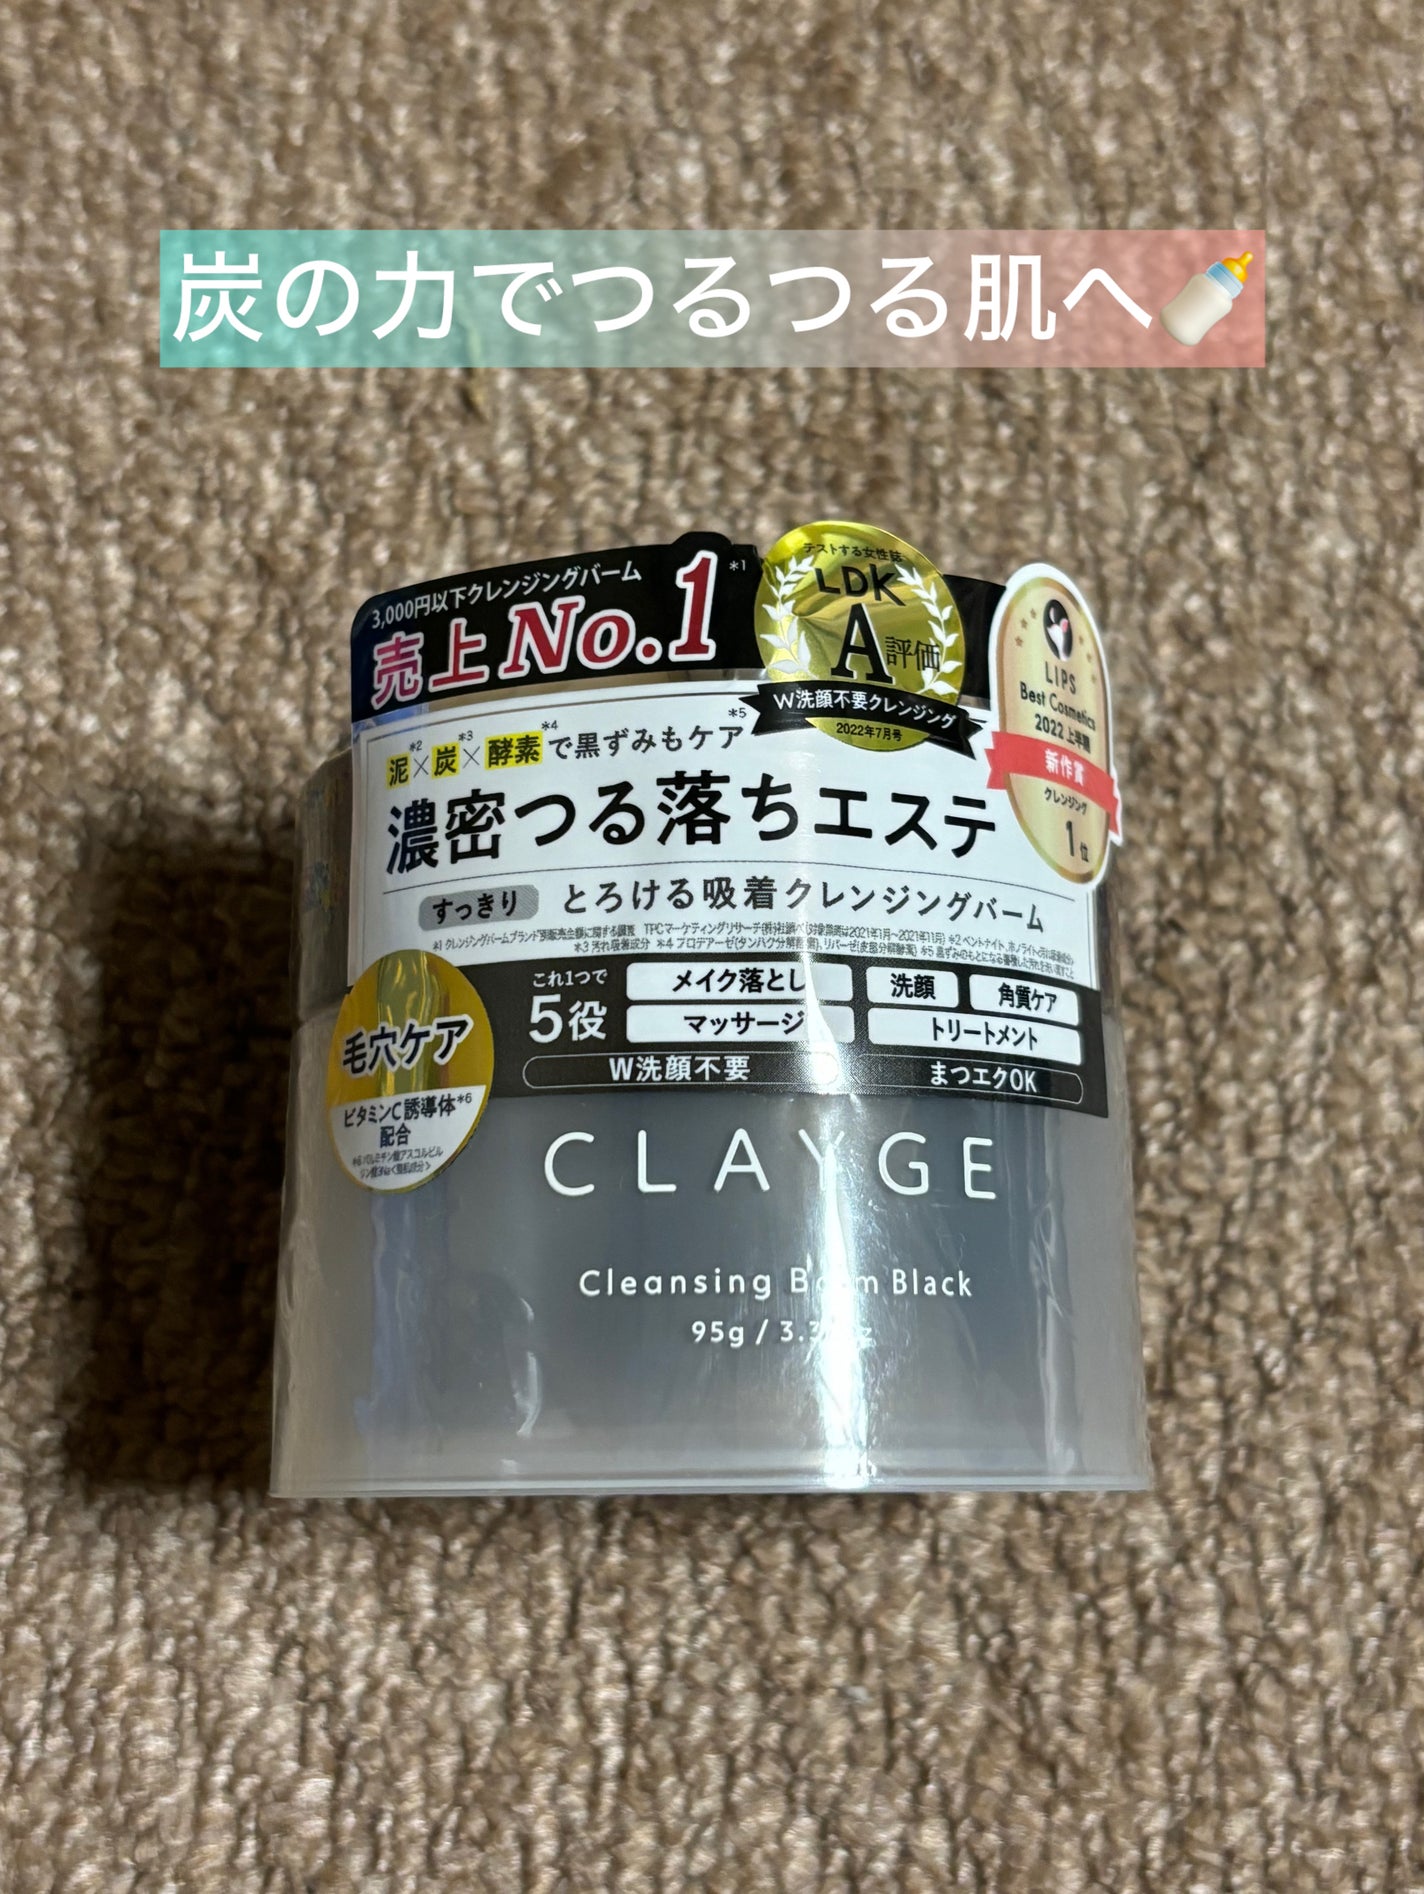 炭の力でつるつる肌へ🍼
3,000円以下クレンジングバーム
売上No.1*1
テストする女性誌
LDK
A評価
W洗顔不要クレンジング
2022年7月号
LIPS
Best Cosmetics
2022 上半期
新作賞
クレンジング
1位
泥*2×炭*3×酵素*4で黒ずみもケア*5
濃密つる落ちエステ
すっきり とろける吸着クレンジングバーム
毛穴ケア
ビタミンC誘導体*6
配合
これ1つで
5役
メイク落とし 洗顔 角質ケア
マッサージ トリートメント
W洗顔不要 まつエクOK
CLAYGE
Cleansing Black
95g /